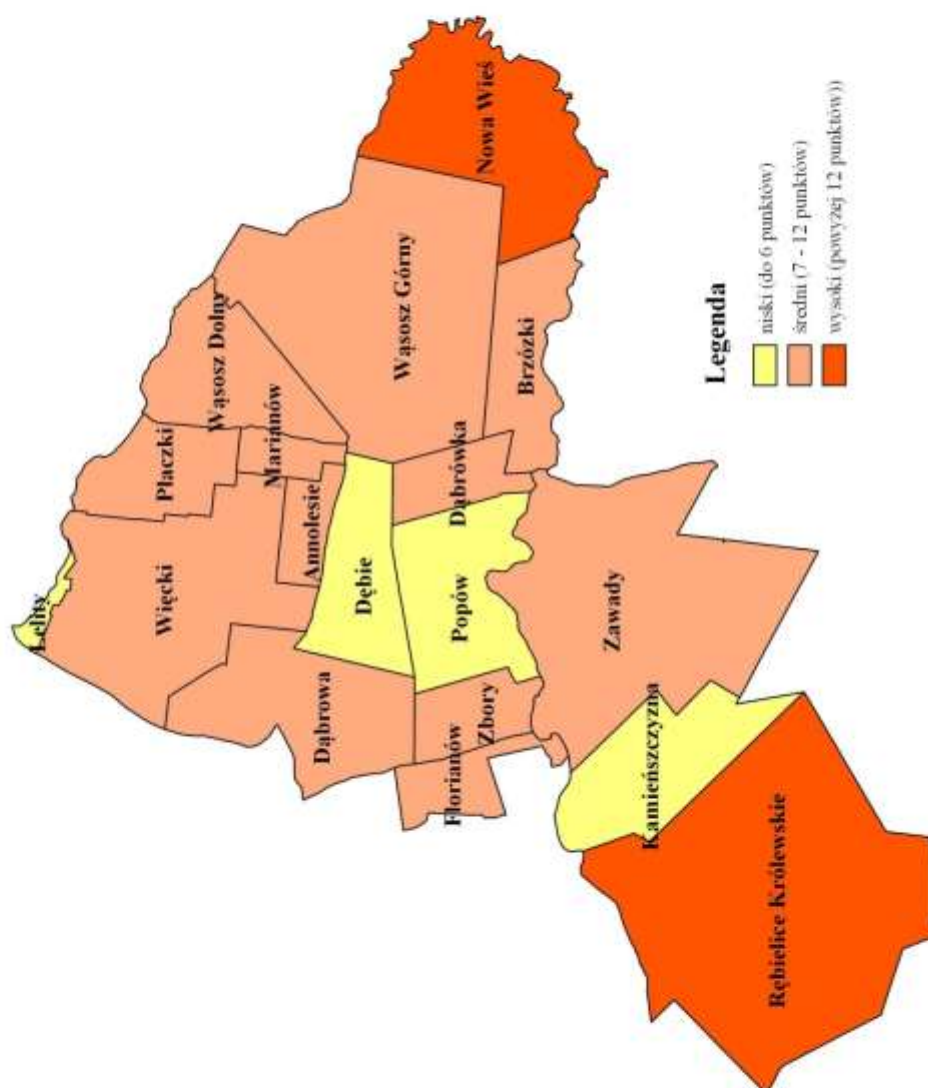 Lelity
Więcki
Płaczki
Wąsosz Dolny
Marianów
Annolesie
Dąbrowa
Dębie
Wąsosz Górny
Florianów
Popów
Dąbrówka
Zbory
Nowa Wieś
Brzózki
Zawady
Kamieńszczyzna
Rębielice Królewskie
Legenda
niski (do 6 punktów)
średni (7 - 12 punktów)
wysoki (powyżej 12 punktów))